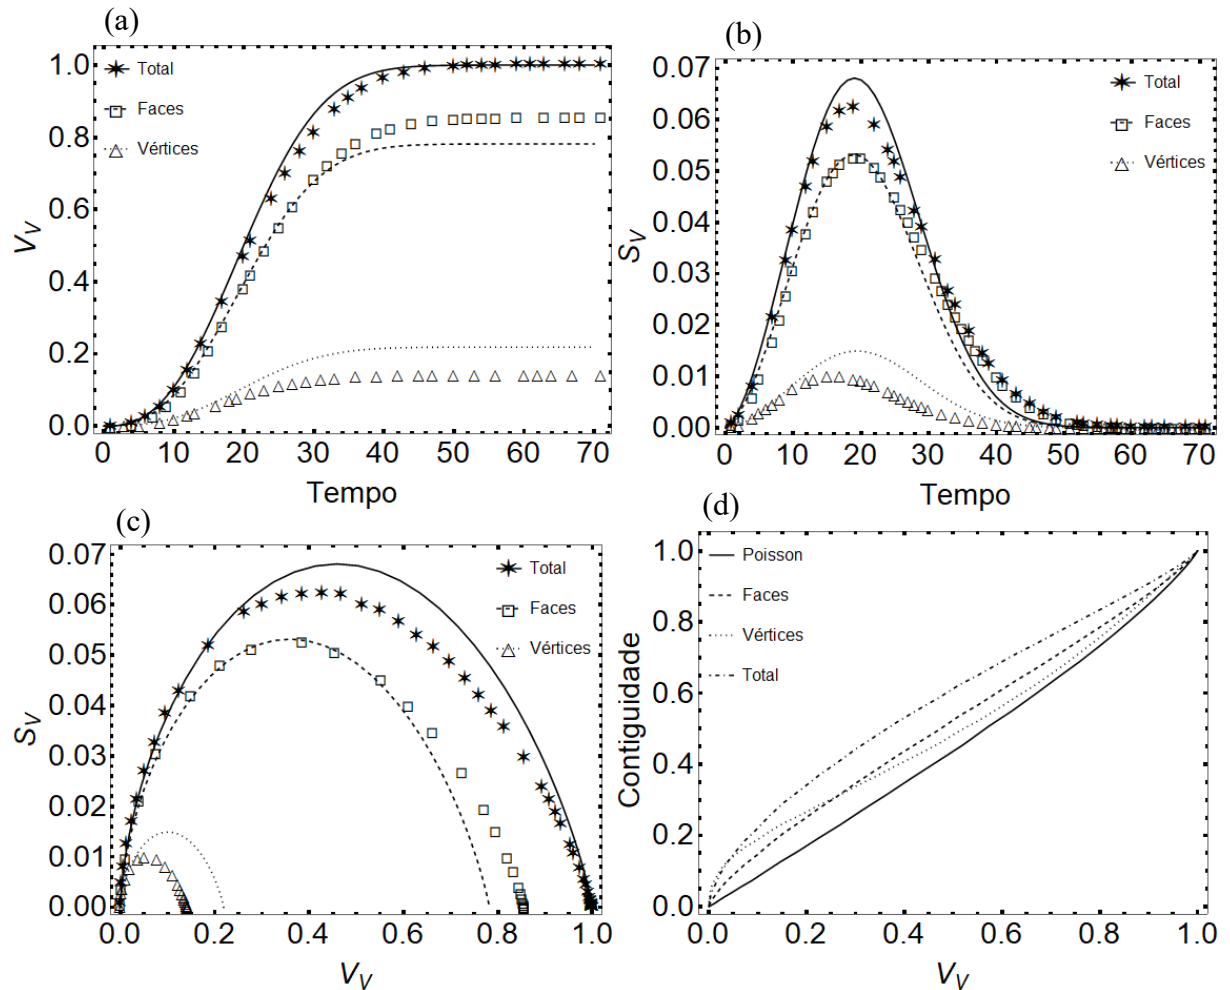 (a)
1.0
0.8
0.6
0.4
0.2
0.0
V_V
Total
Faces
Vértices
0 10 20 30 40 50 60 70
Tempo
(b)
0.07
0.06
0.05
0.04
0.03
0.02
0.01
0.00
S_V
Total
Faces
Vértices
0 10 20 30 40 50 60 70
Tempo
(c)
0.07
0.06
0.05
0.04
0.03
0.02
0.01
0.00
S_V
Total
Faces
Vértices
0.0 0.2 0.4 0.6 0.8 1.0
V_V
(d)
1.0
0.8
0.6
0.4
0.2
0.0
Contiguidade
Poisson
Faces
Vértices
Total
0.0 0.2 0.4 0.6 0.8 1.0
V_V